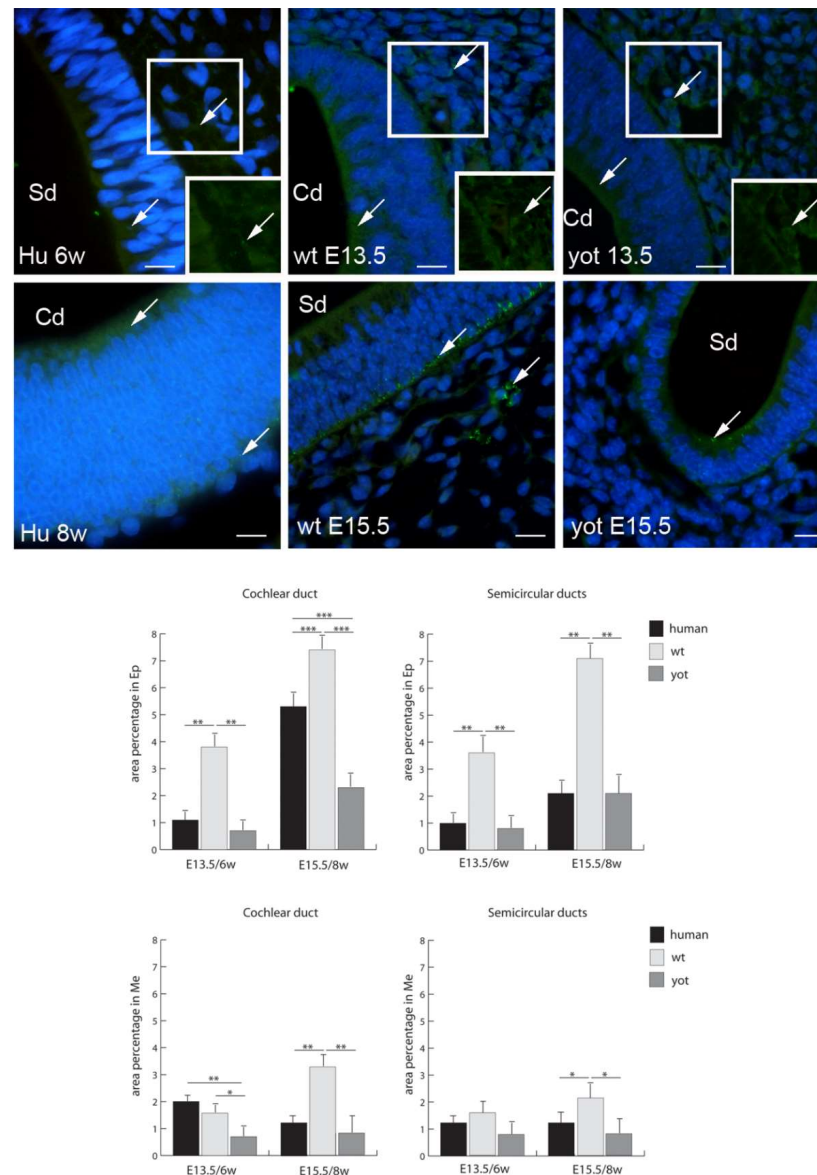 Sd
Hu 6w
Cd
wt E13.5
Cd
yot 13.5
Cd
Hu 8w
Sd
wt E15.5
Sd
yot E15.5
Cochlear duct
area percentage in Ep
8
7
6
5
4
3
2
1
0
** **
***
*** ***
E13.5/6w E15.5/8w
Semicircular ducts
area percentage in Ep
8
7
6
5
4
3
2
1
0
** **
** **
E13.5/6w E15.5/8w
human
wt
yot
Cochlear duct
area percentage in Me
8
7
6
5
4
3
2
1
0
**
*
** **
E13.5/6w E15.5/8w
Semicircular ducts
area percentage in Me
8
7
6
5
4
3
2
1
0
* *
E13.5/6w E15.5/8w
human
wt
yot